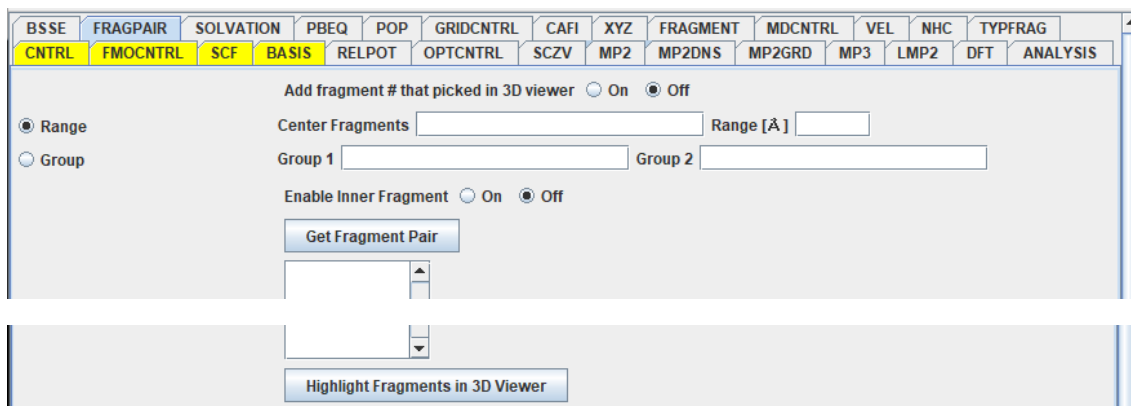 BSSE FRAGPAIR SOLVATION PBEQ POP GRIDCNTRL CAFI XYZ FRAGMENT MDCNTRL VEL NHC TYPFRAG
CNTRL FMOCNTRL SCF BASIS RELPOT OPTCNTRL SCZV MP2 MP2DNS MP2GRD MP3 LMP2 DFT ANALYSIS
Add fragment # that picked in 3D viewer On Off
Range Center Fragments Range [Å]
Group Group 1 Group 2
Enable Inner Fragment On Off
Get Fragment Pair
Highlight Fragments in 3D Viewer